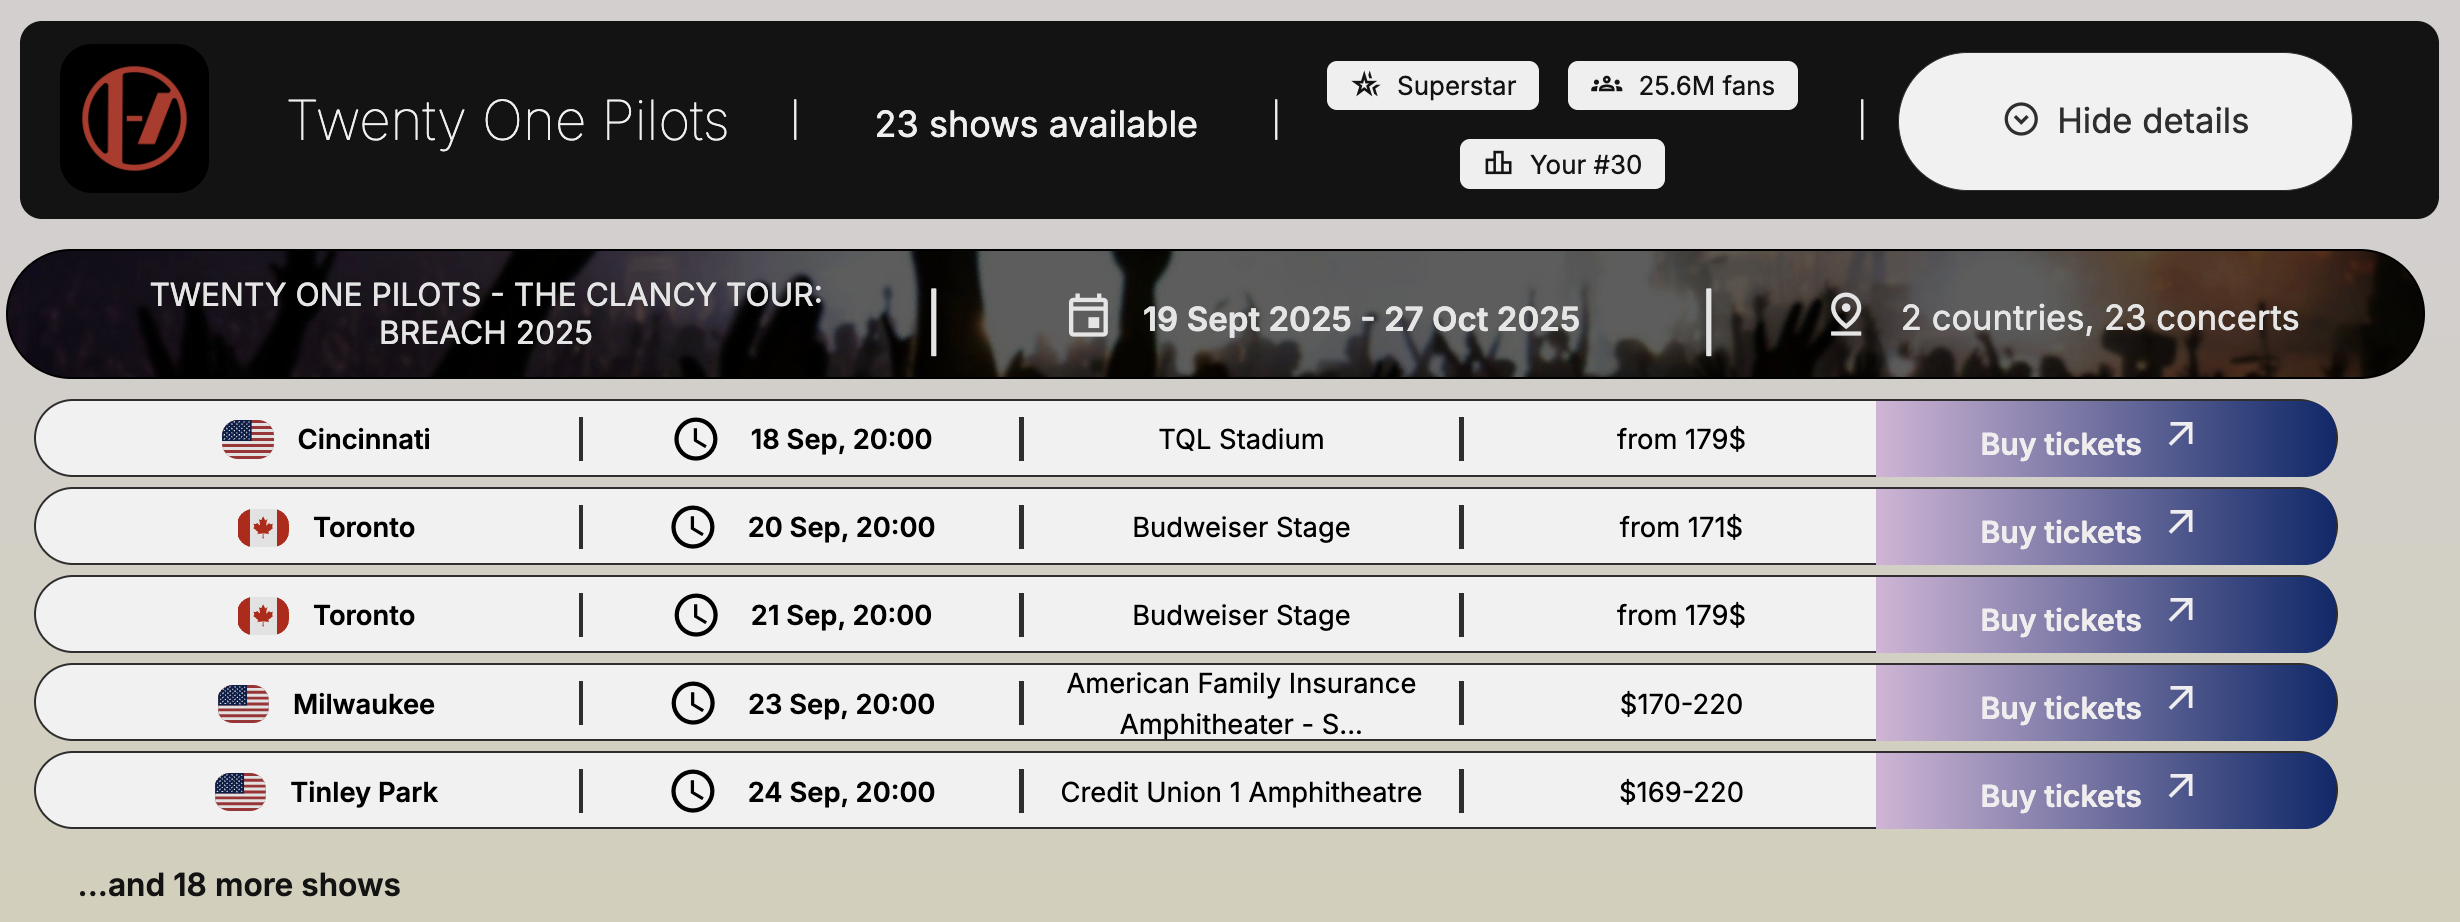 Twenty One Pilots
23 shows available
Superstar
25.6M fans
Your #30
Hide details
TWENTY ONE PILOTS - THE CLANCY TOUR:
BREACH 2025
19 Sept 2025 - 27 Oct 2025
2 countries, 23 concerts
Cincinnati
18 Sep, 20:00
TQL Stadium
from 179$
Buy tickets
Toronto
20 Sep, 20:00
Budweiser Stage
from 171$
Buy tickets
Toronto
21 Sep, 20:00
Budweiser Stage
from 179$
Buy tickets
Milwaukee
23 Sep, 20:00
American Family Insurance
Amphitheater - S...
$170-220
Buy tickets
Tinley Park
24 Sep, 20:00
Credit Union 1 Amphitheatre
$169-220
Buy tickets
...and 18 more shows